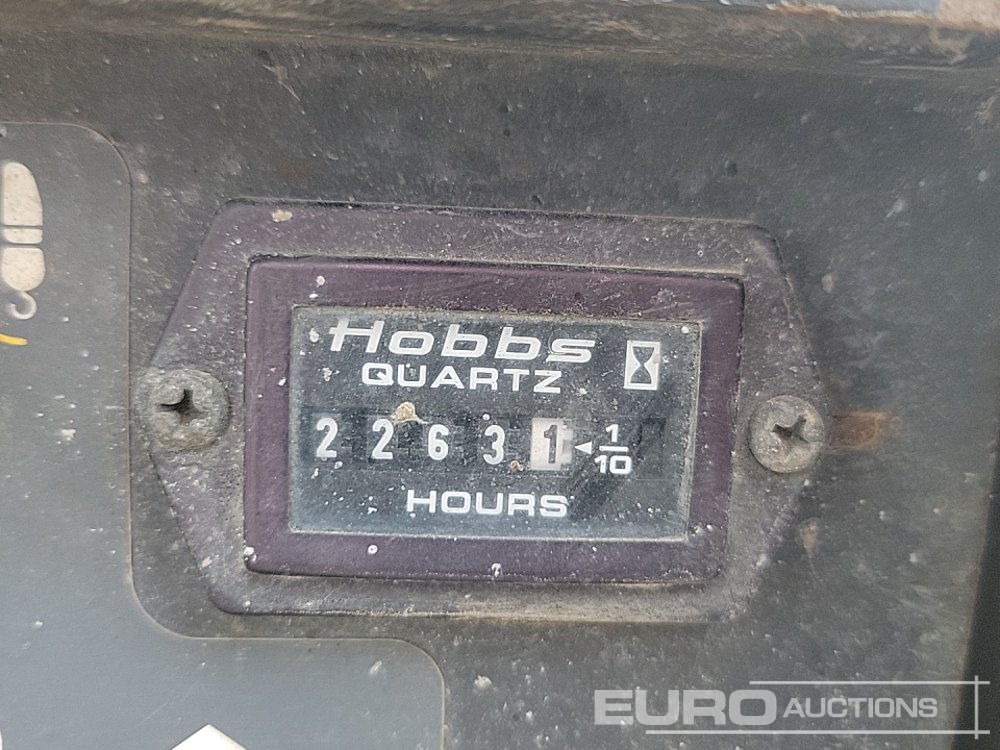 Hobbs
QUARTZ
2 2 6 3 1 ◄ 1/10
HOURS
EURO AUCTIONS